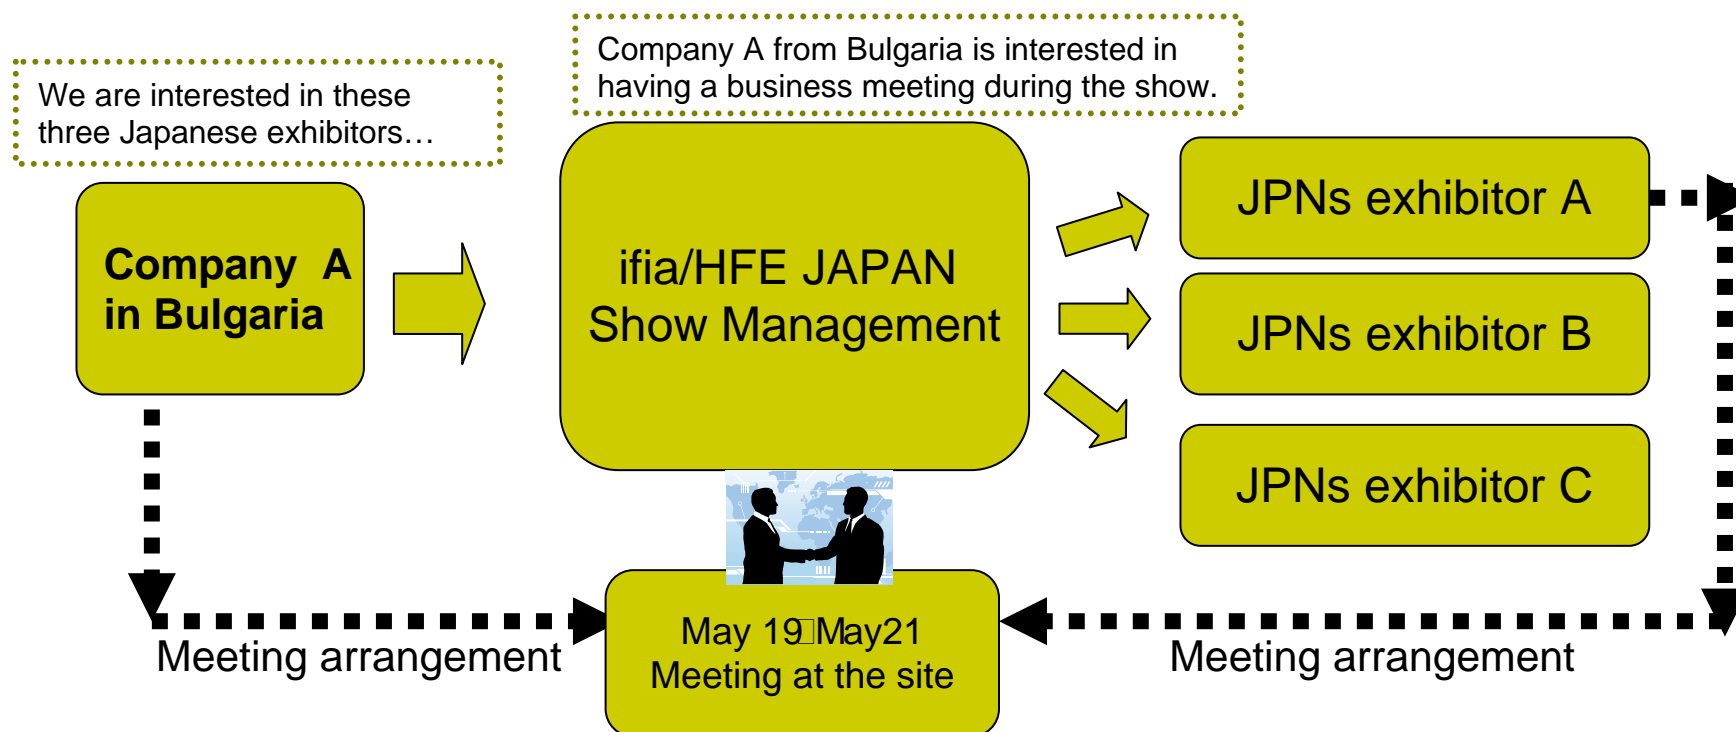 We are interested in these
three Japanese exhibitors…
Company A from Bulgaria is interested in
having a business meeting during the show.
Company A
in Bulgaria
ifia/HFE JAPAN
Show Management
JPNs exhibitor A
JPNs exhibitor B
JPNs exhibitor C
May 19□May21
Meeting at the site
Meeting arrangement
Meeting arrangement